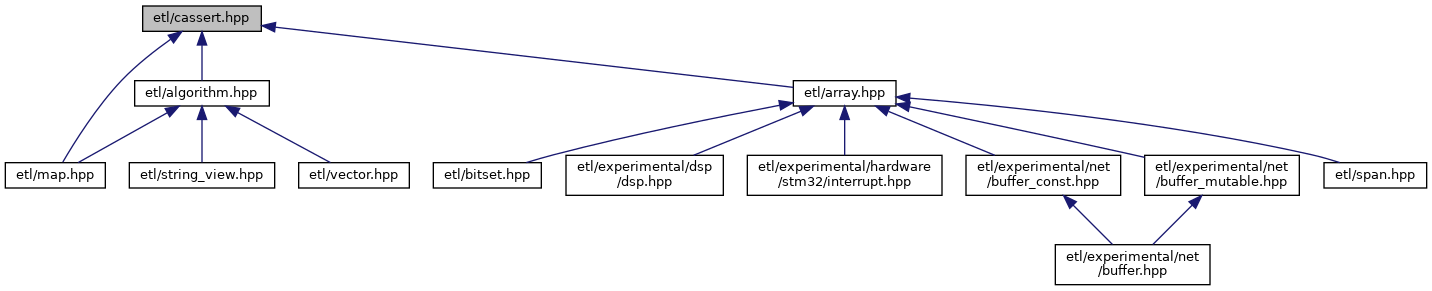 etl/cassert.hpp
etl/algorithm.hpp
etl/array.hpp
etl/map.hpp
etl/string_view.hpp
etl/vector.hpp
etl/bitset.hpp
etl/experimental/dsp
/dsp.hpp
etl/experimental/hardware
/stm32/interrupt.hpp
etl/experimental/net
/buffer_const.hpp
etl/experimental/net
/buffer_mutable.hpp
etl/span.hpp
etl/experimental/net
/buffer.hpp